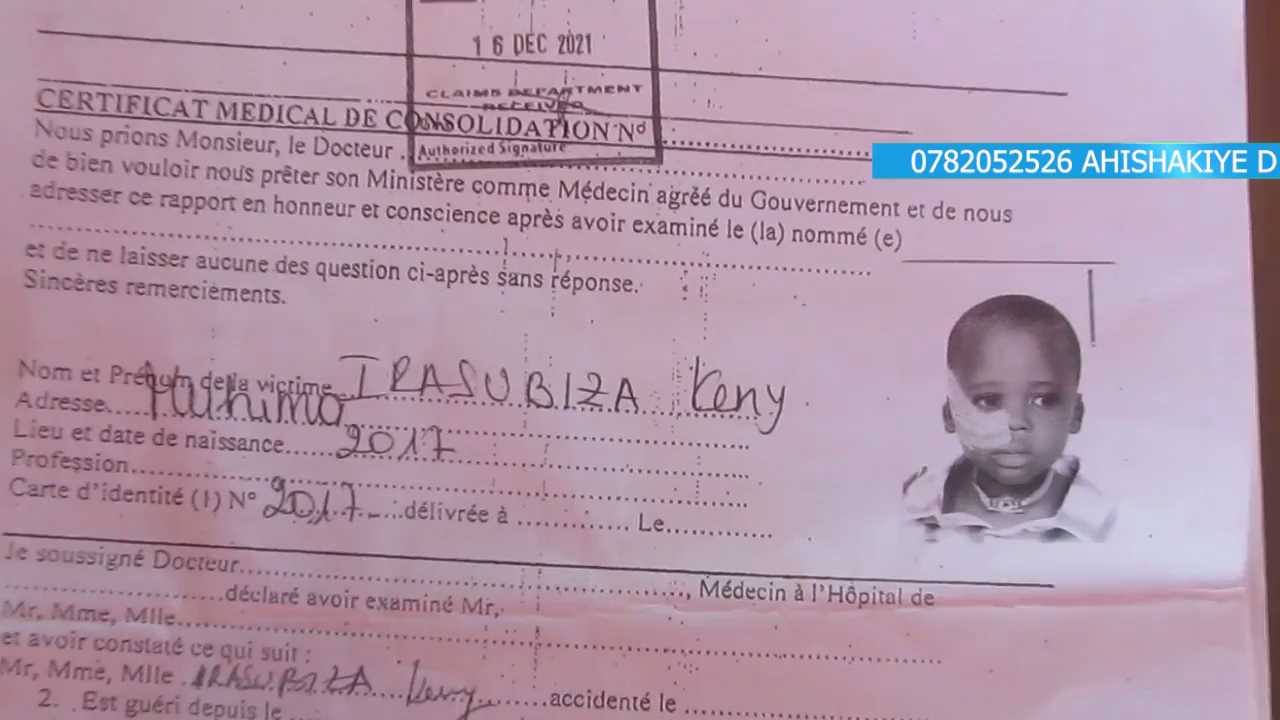 16 DEC 2021
CLAIMS DEPARTMENT
RECEIVED
Authorized Signature
CERTIFICAT MEDICAL DE CONSOLIDATION Nº
Nous prions Monsieur, le Docteur
0782052526 AHISHAKIYE D
de bien vouloir nous prêter son Ministère comme Médecin agréé du Gouvernement et de nous
adresser ce rapport en honneur et conscience après avoir examiné le (la) nommé (e)
et de ne laisser aucune des question ci-après sans réponse.
Sincères remerciements.
Nom et Prénom de la victime IRASUBIZA Keny
Adresse
Lieu et date de naissance 2017
Profession
Carte d'identité (1) Nº 2017 délivrée à Le
Je soussigné Docteur, Médecin à l'Hôpital de
déclaré avoir examiné Mr,
Mr, Mme, Mlle
et avoir constaté ce qui suit :
Mr, Mme, Mlle IRASUBIZA Keny accidenté le
2. Est guéri depuis le